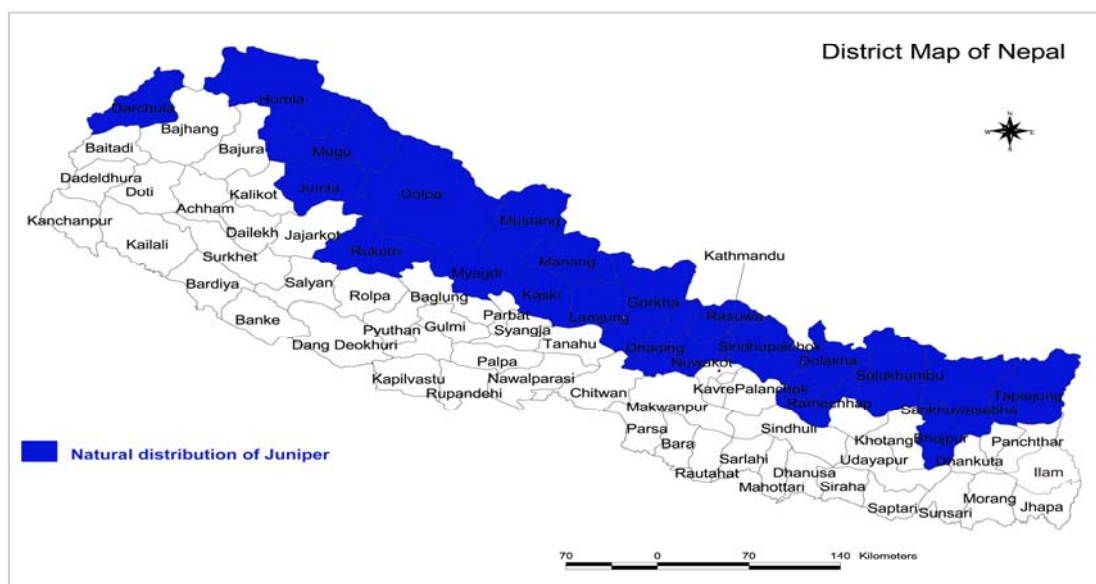 District Map of Nepal
N
W E
S
Darchula
Humla
Bajhang
Baitadi
Bajura
Mugu
Dadeldhura
Doti
Jumla
Dolpa
Kalikot
Achham
Kanchanpur
Mustang
Dailekh
Jajarkot
Kailali
Rukum
Manang
Kathmandu
Surkhet
Myagdi
Bardiya
Salyan
Rolpa
Baglung
Kaski
Gorkha
Parbat
Lamjung
Rasuwa
Banke
Pyuthan
Gulmi
Syangja
Dang Deokhuri
Tanahu
Dhading
Sindhupalchok
Nuwakot
Dolakha
Palpa
Solukhumbu
Kapilvastu
Nawalparasi
Rupandehi
Chitwan
Kavre Palanchok
Taplejung
Ramechhap
Sankhuwasabha
Makwanpur
Parsa
Sindhuli
Khotang
Bhojpur
Panchthar
Bara
Sarlahi
Udayapur
Dhankuta
Rautahat
Dhanusa
Ilam
Mahottari
Siraha
Saptari
Sunsari
Morang
Jhapa
Natural distribution of Juniper
70 0 70 140 Kilometers